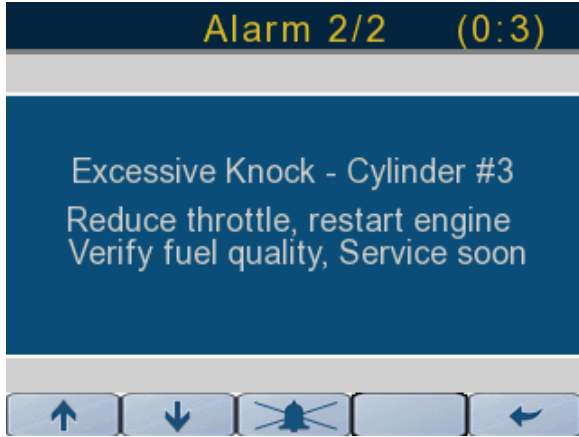 Alarm 2/2 (0:3)
Excessive Knock - Cylinder #3
Reduce throttle, restart engine
Verify fuel quality, Service soon